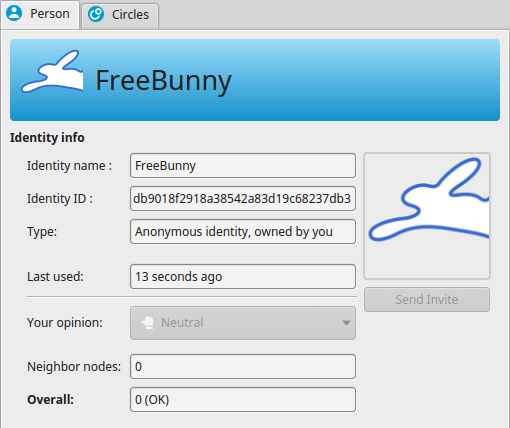 Person Circles
FreeBunny
Identity info
Identity name : FreeBunny
Identity ID : db9018f2918a38542a83d19c68237db3
Type: Anonymous identity, owned by you
Last used: 13 seconds ago
Send Invite
Your opinion: Neutral
Neighbor nodes: 0
Overall: 0 (OK)